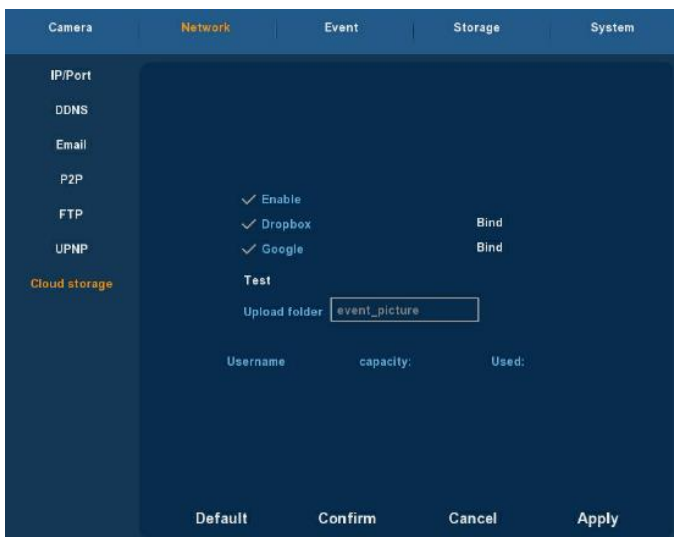 Camera Network Event Storage System
IP/Port
DDNS
Email
P2P
FTP
UPNP
Cloud storage
Enable
Dropbox Bind
Google Bind
Test
Upload folder event_picture
Username capacity: Used:
Default Confirm Cancel Apply